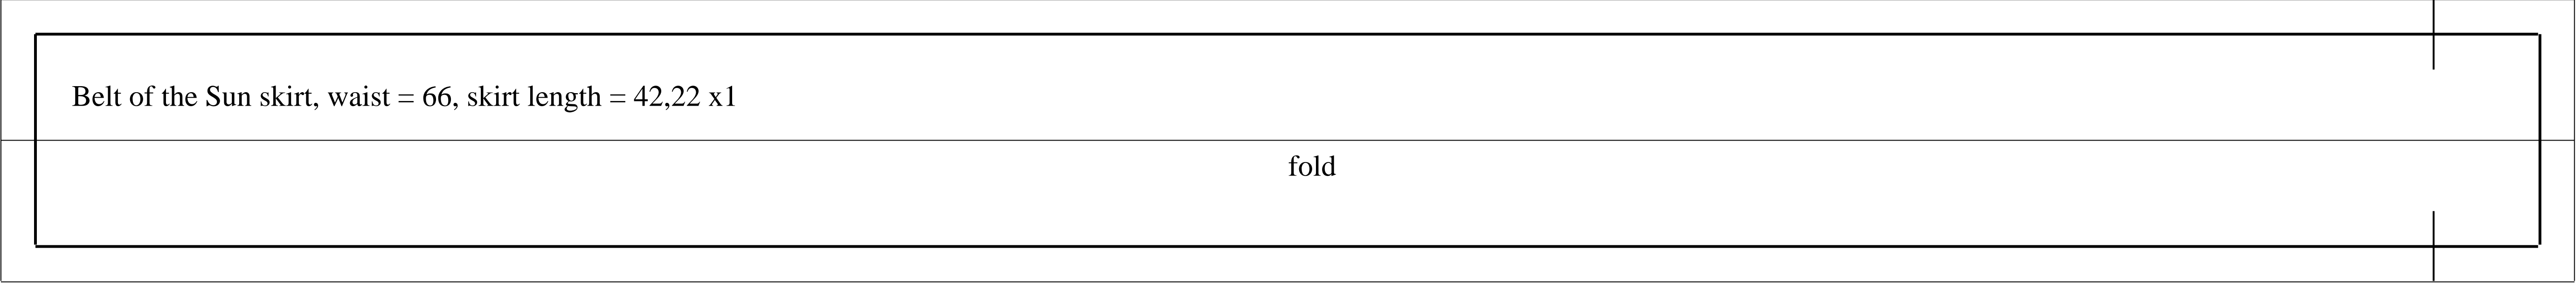 Belt of the Sun skirt, waist = 66, skirt length = 42,22 x1
fold